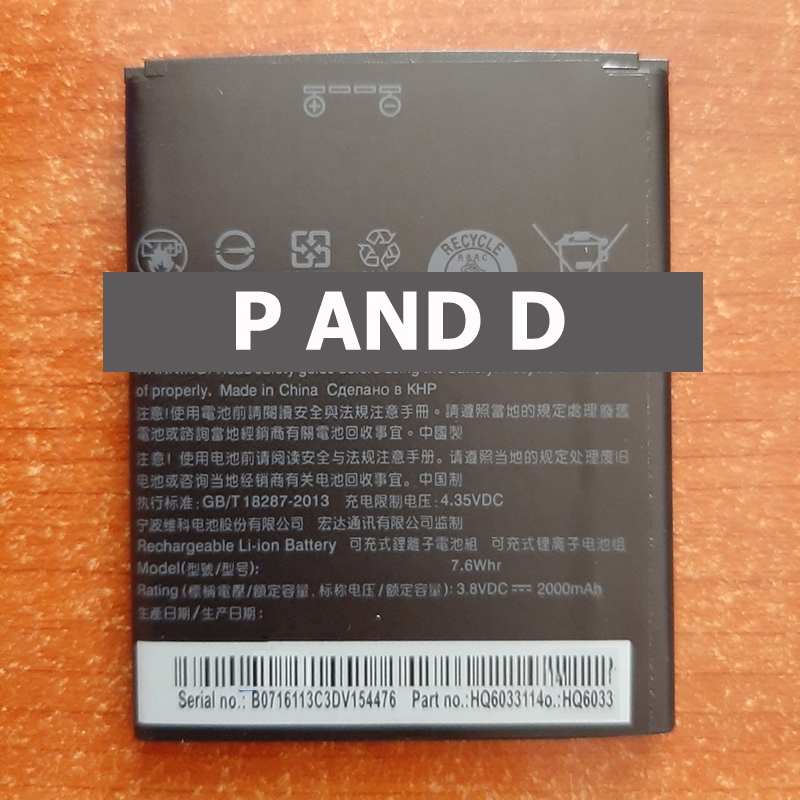 RECYCLE
RBRC
P AND D
of properly. Made in China Сделано в КНР
注意!使用電池前請閱讀安全與法規注意手冊。請遵照當地的規定處理廢舊
電池或諮詢當地經銷商有關電池回收事宜。中國製
注意! 使用电池前请阅读安全与法规注意手册。请遵照当地的规定处理废旧
电池或咨询当地经销商有关电池回收事宜。中国制
执行标准: GB/T 18287-2013 充电限制电压: 4.35VDC
宁波维科电池股份有限公司 宏达通讯有限公司监制
Rechargeable Li-ion Battery 可充式鋰離子電池組 可充式锂离子电池组
Model(型號/型号): 7.6Whr
Rating (標稱電壓/額定容量, 标称电压/额定容量): 3.8VDC 2000mAh
生產日期/生产日期:
Serial no.: B0716113C3DV154476 Part no.:HQ6033114o.:HQ6033